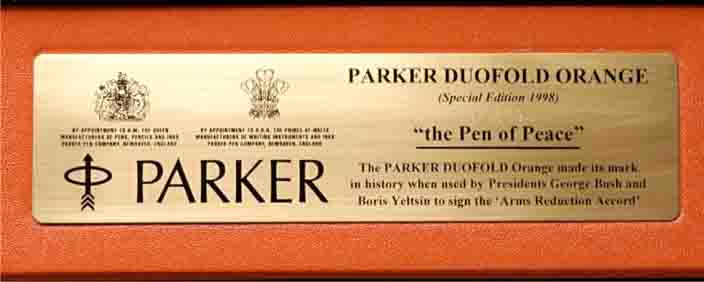 PARKER DUOFOLD ORANGE
(Special Edition 1998)
"the Pen of Peace"
The PARKER DUOFOLD Orange made its mark
in history when used by Presidents George Bush and
Boris Yeltsin to sign the 'Arms Reduction Accord'
BY APPOINTMENT TO H.M. THE QUEEN
MANUFACTURERS OF PENS, PENCILS AND INKS
PARKER PEN COMPANY, NEWHAVEN, ENGLAND
BY APPOINTMENT TO H.R.H. THE PRINCE OF WALES
MANUFACTURERS OF WRITING INSTRUMENTS AND INKS
PARKER PEN COMPANY, NEWHAVEN, ENGLAND
PARKER